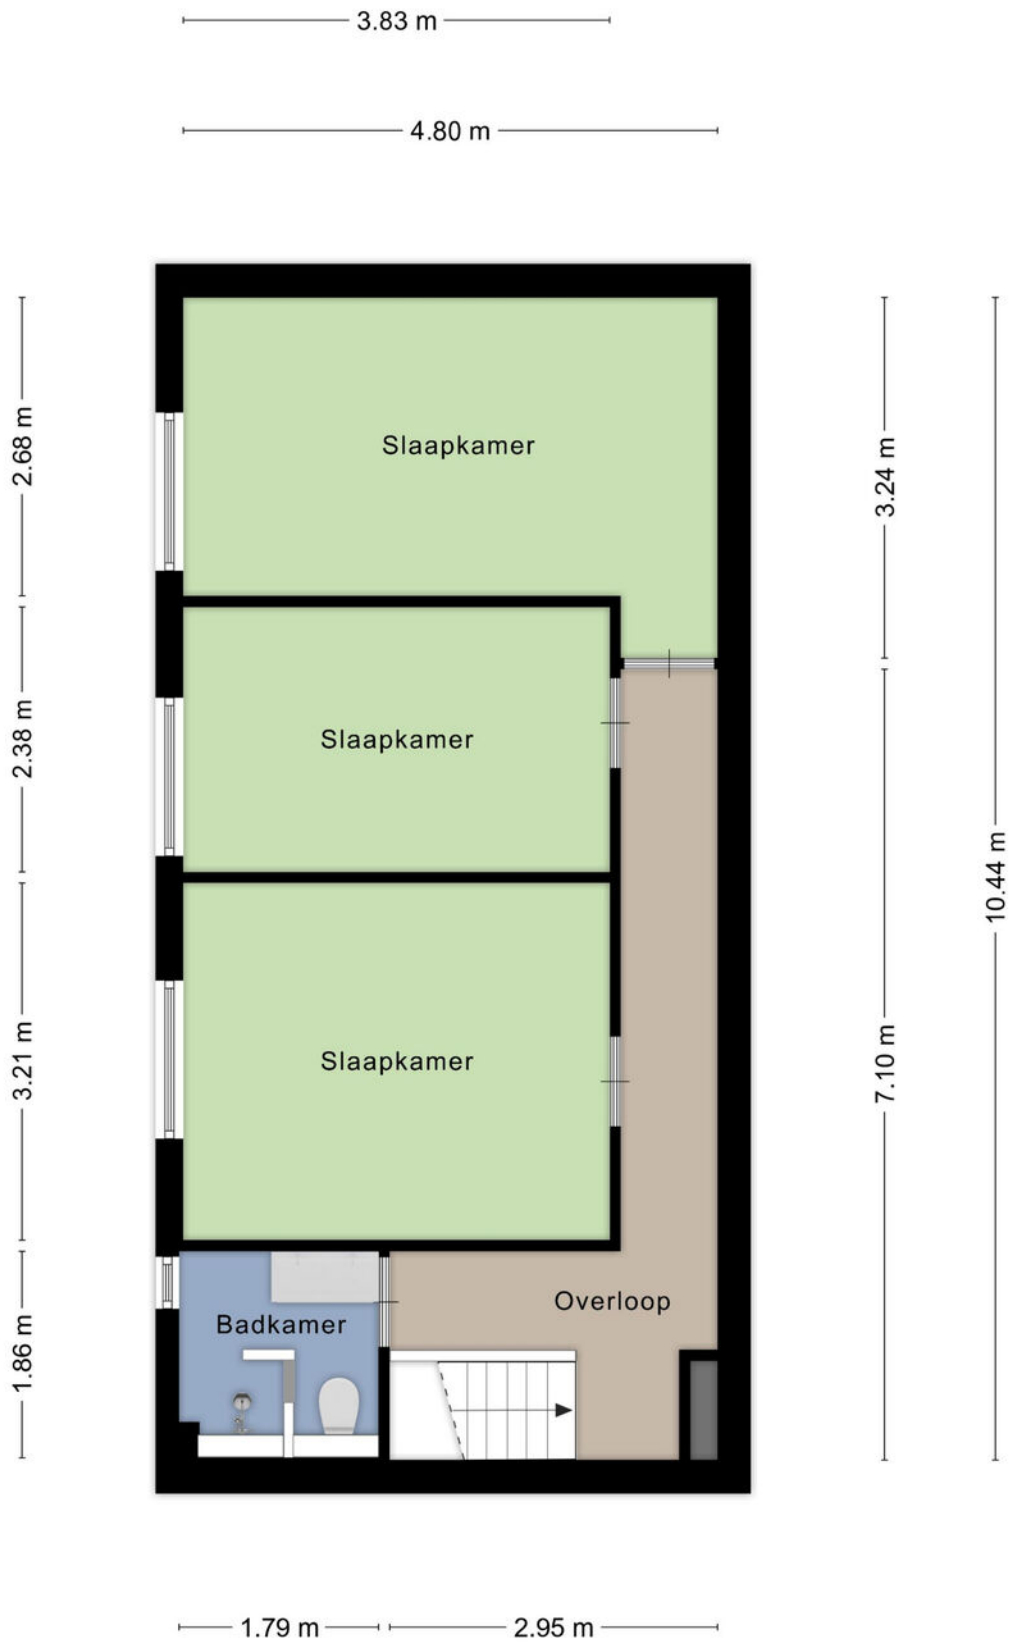 3.83 m
4.80 m
2.68 m
Slaapkamer
3.24 m
2.38 m
Slaapkamer
10.44 m
3.21 m
Slaapkamer
7.10 m
1.86 m
Badkamer
Overloop
1.79 m
2.95 m